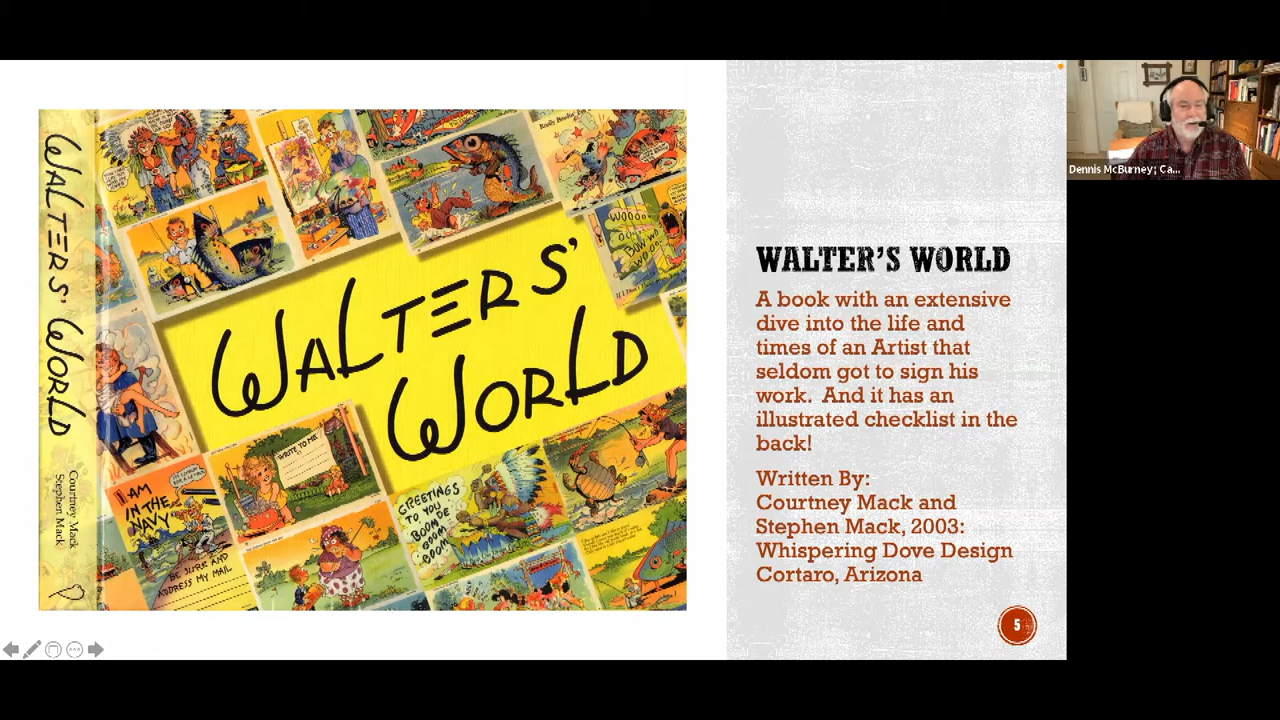 WALTERS' WORLD
Courtney Mack
Stephen Mack
WALTERS'
WORLD
I AM
IN THE
NAVY
BE SURE AND
ADDRESS MY MAIL
WRITE TO ME
GREETINGS
TO YOU
BOOM DE
BOOM
BOOM
WALTER'S WORLD
A book with an extensive
dive into the life and
times of an Artist that
seldom got to sign his
work. And it has an
illustrated checklist in the
back!
Written By:
Courtney Mack and
Stephen Mack, 2003:
Whispering Dove Design
Cortaro, Arizona
5
Dennis McBurney; Ca...